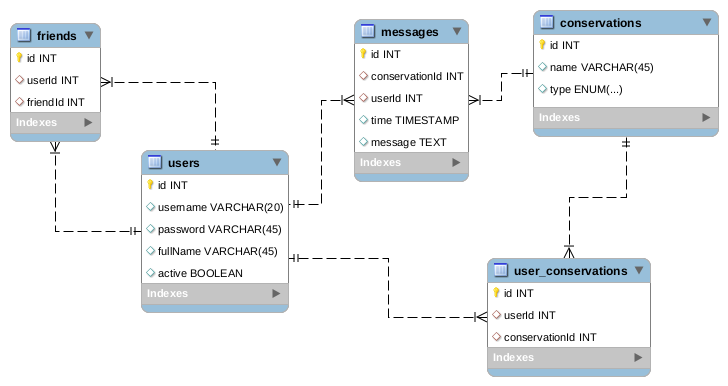 friends
id INT
userId INT
friendId INT
Indexes
messages
id INT
conservationId INT
userId INT
time TIMESTAMP
message TEXT
Indexes
conservations
id INT
name VARCHAR(45)
type ENUM(...)
Indexes
users
id INT
username VARCHAR(20)
password VARCHAR(45)
fullName VARCHAR(45)
active BOOLEAN
Indexes
user_conservations
id INT
userId INT
conservationId INT
Indexes